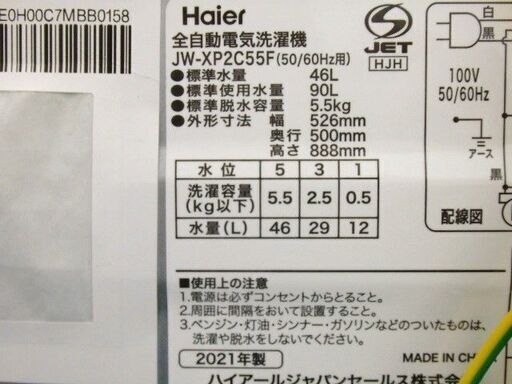 E0H00C7MBB0158
Haier
全自動電気洗濯機
JW-XP2C55F(50/60Hz用)
S
JET
HJH
●標準水量 46L
●標準使用水量 90L
●標準脱水容量 5.5kg
●外形寸法 幅 526mm
奥行 500mm
高さ 888mm
水位 5 3 1
洗濯容量(kg以下) 5.5 2.5 0.5
水量(L) 46 29 12
白
黒
100V
50/60Hz
アース
黒
配線図
■使用上の注意
1.電源は必ずコンセントからとること。
2.周囲に間隔をおいて設置すること。
3.ベンジン・灯油・シンナー・ガソリンなどのついたものは、
洗濯や脱水をしないでください。
2021年製
MADE IN
ハイアールジャパンセールス株式